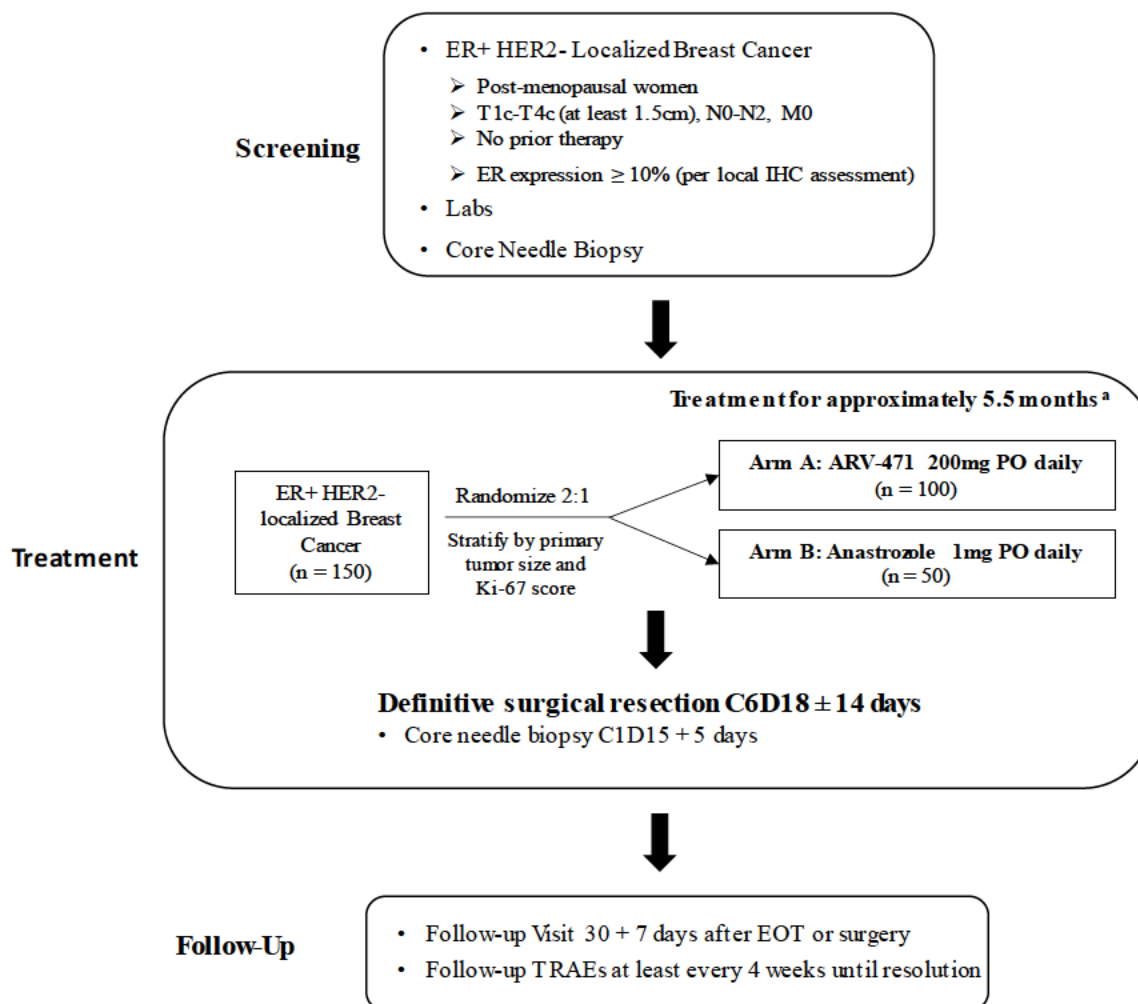 • ER+ HER2- Localized Breast Cancer
➢ Post-menopausal women
➢ T1c-T4c (at least 1.5cm), N0-N2, M0
➢ No prior therapy
➢ ER expression ≥ 10% (per local IHC assessment)
• Labs
• Core Needle Biopsy
Screening
Treatment for approximately 5.5 months ᵃ
ER+ HER2-
localized Breast
Cancer
(n = 150)
Randomize 2:1
Stratify by primary
tumor size and
Ki-67 score
Arm A: ARV-471 200mg PO daily
(n = 100)
Arm B: Anastrozole 1mg PO daily
(n = 50)
Treatment
Definitive surgical resection C6D18 ± 14 days
• Core needle biopsy C1D15 + 5 days
Follow-Up
• Follow-up Visit 30 + 7 days after EOT or surgery
• Follow-up TRAEs at least every 4 weeks until resolution